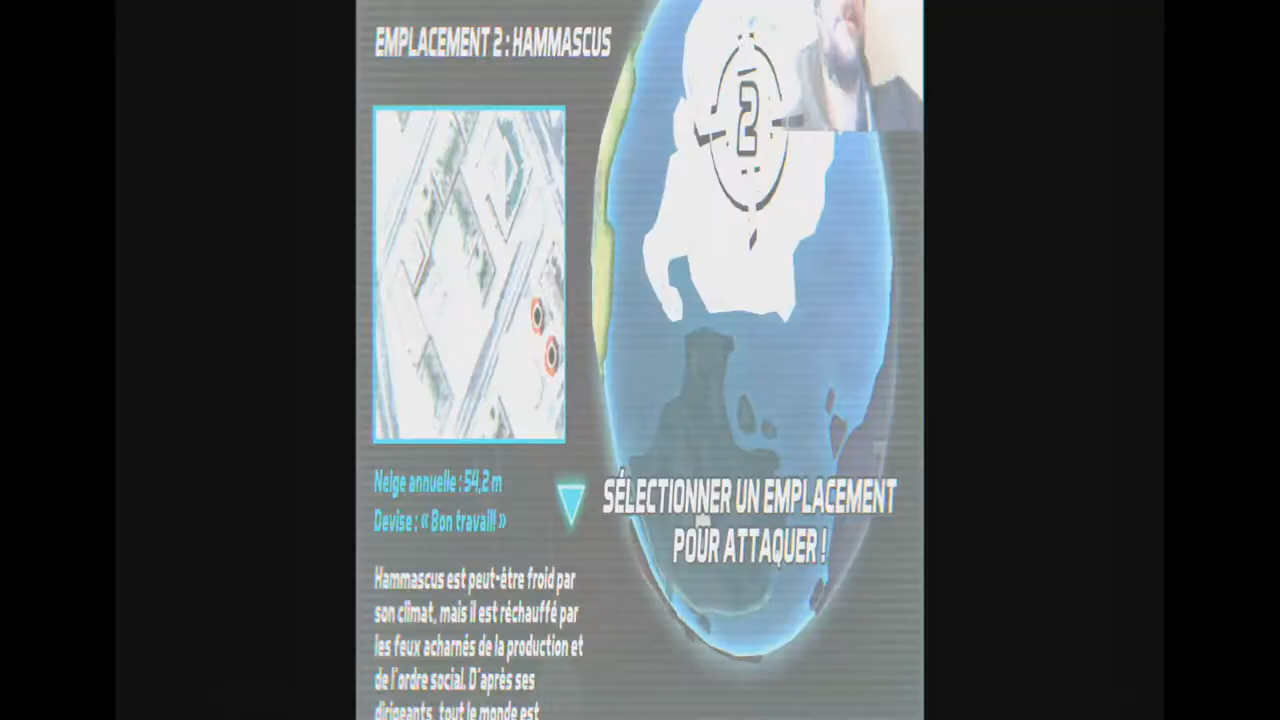 EMPLACEMENT 2 : HAMMASCUS
2
Neige annuelle : 54,2 m
Devise : « Bon travail! »
SÉLECTIONNER UN EMPLACEMENT
POUR ATTAQUER !
Hammascus est peut-être froid par
son climat, mais il est réchauffé par
les feux acharnés de la production et
de l'ordre social. D'après ses
dirigeants, tout le monde est